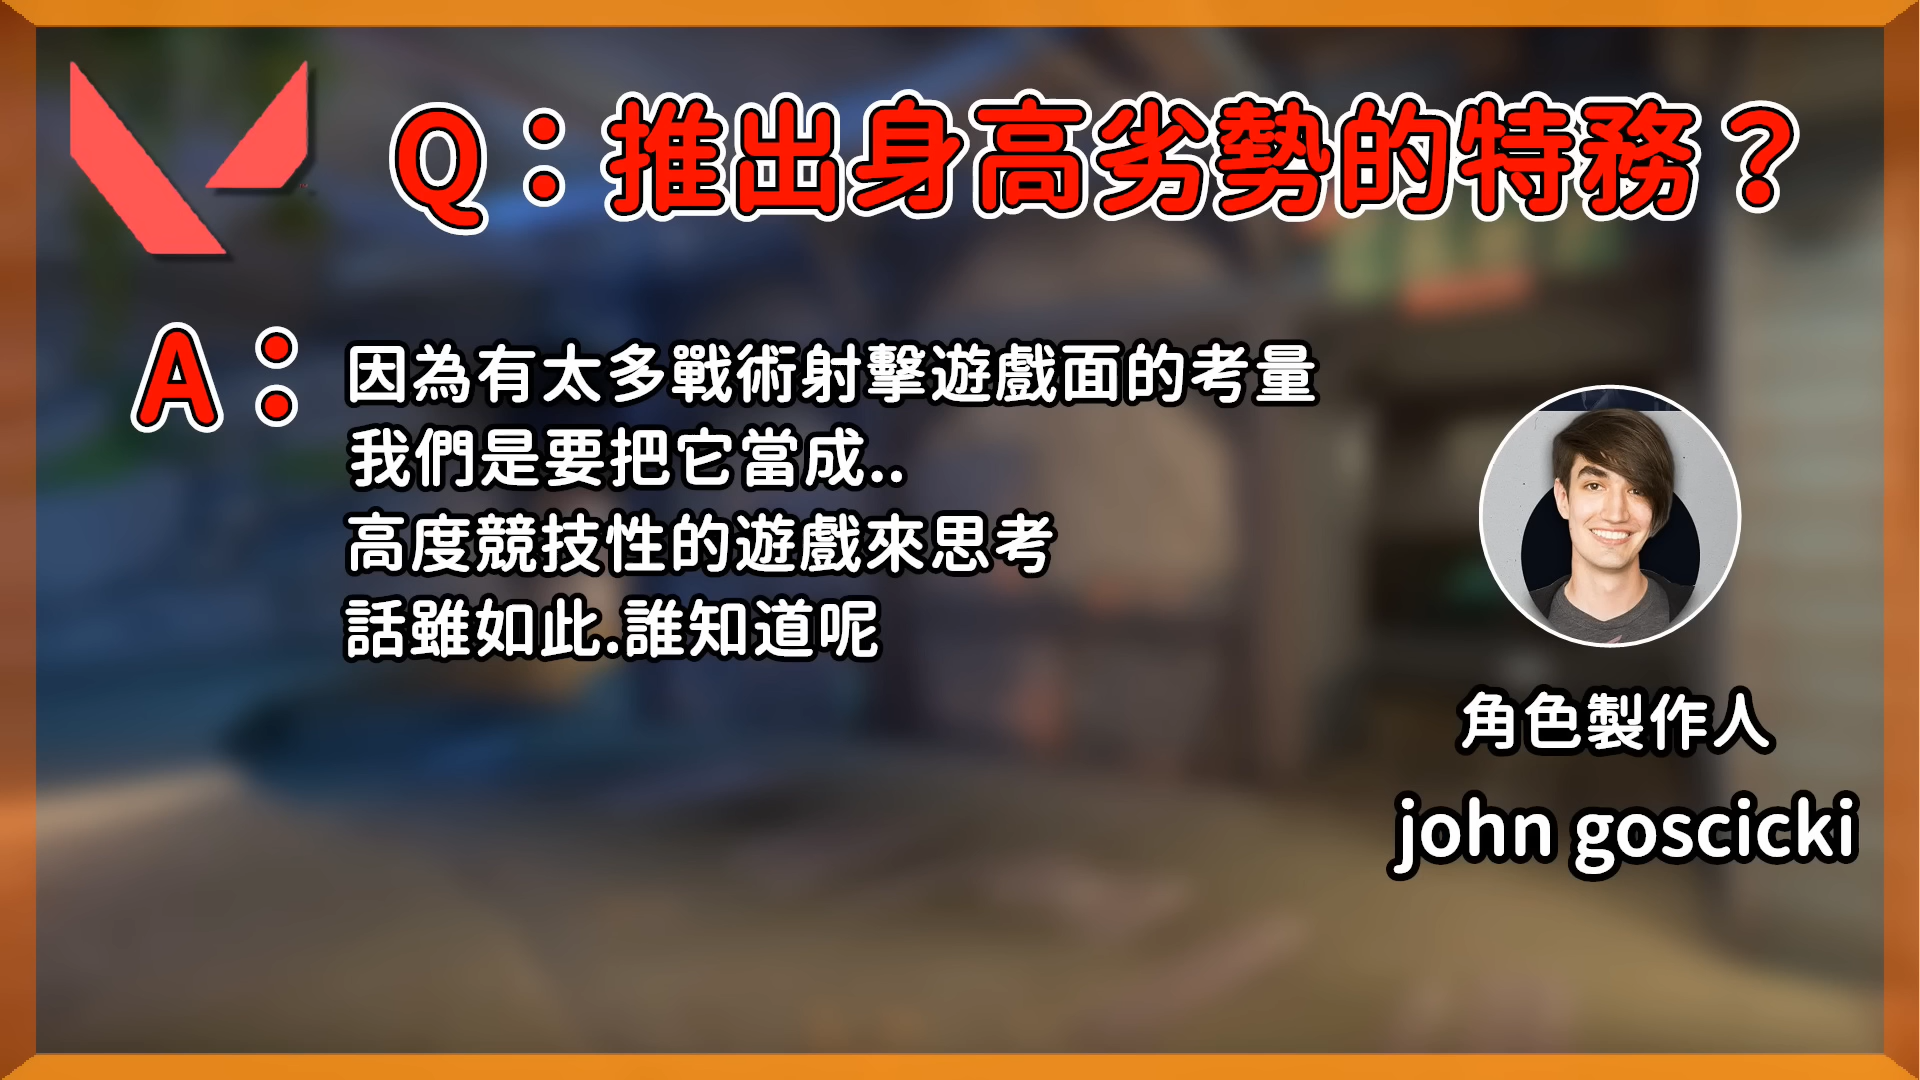 Q：推出身高劣勢的特務？
A：因為有太多戰術射擊遊戲面的考量
我們是要把它當成..
高度競技性的遊戲來思考
話雖如此.誰知道呢
角色製作人
john goscicki